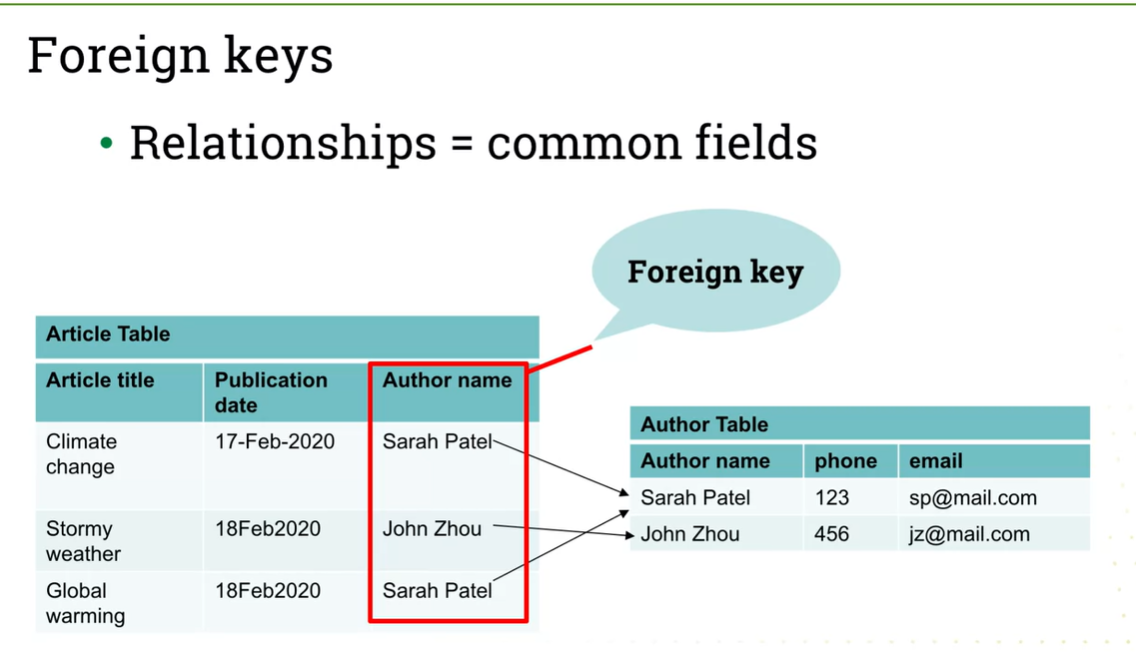 Foreign keys
• Relationships = common fields
Foreign key
Article Table
Article title
Publication
date
Author name
Climate
change
17-Feb-2020
Sarah Patel
Stormy
weather
18Feb2020
John Zhou
Global
warming
18Feb2020
Sarah Patel
Author Table
Author name
phone
email
Sarah Patel
123
sp@mail.com
John Zhou
456
jz@mail.com